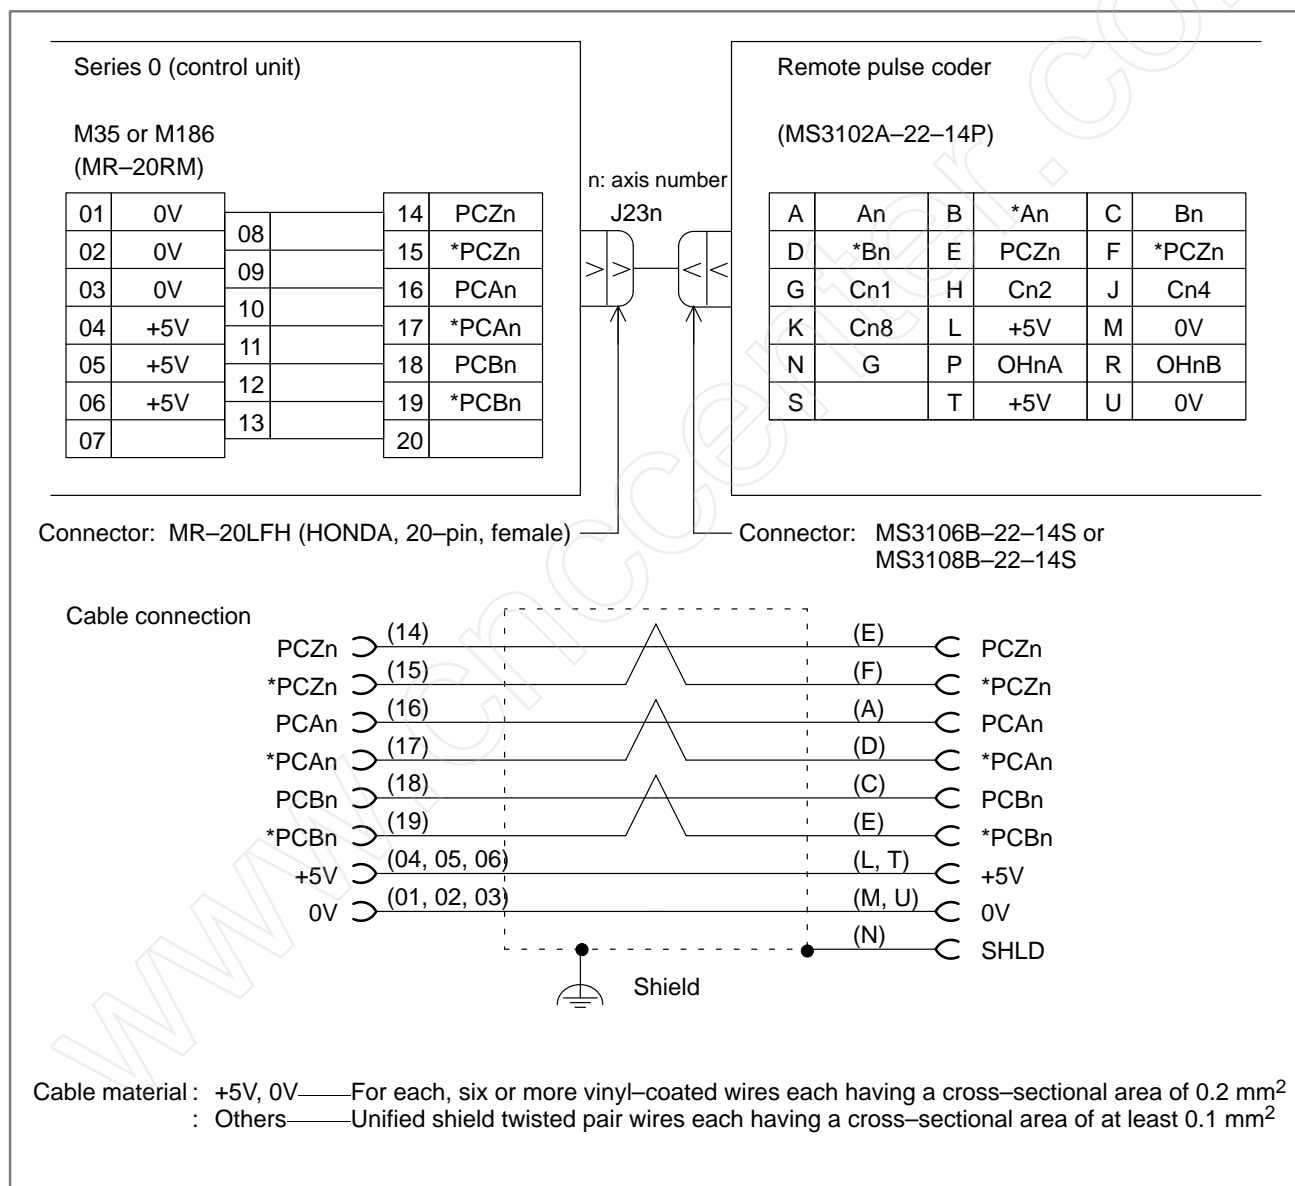 Series 0 (control unit)
Remote pulse coder
M35 or M186
(MR–20RM)
(MS3102A–22–14P)
n: axis number
J23n
01 0V 14 PCZn
08
02 0V 15 *PCZn
09
03 0V 16 PCAn
10
04 +5V 17 *PCAn
11
05 +5V 18 PCBn
12
06 +5V 19 *PCBn
13
07 20
A An B *An C Bn
D *Bn E PCZn F *PCZn
G Cn1 H Cn2 J Cn4
K Cn8 L +5V M 0V
N G P OHnA R OHnB
S T +5V U 0V
Connector: MR–20LFH (HONDA, 20–pin, female)
Connector: MS3106B–22–14S or
MS3108B–22–14S
Cable connection
PCZn (14) (E) PCZn
*PCZn (15) (F) *PCZn
PCAn (16) (A) PCAn
*PCAn (17) (D) *PCAn
PCBn (18) (C) PCBn
*PCBn (19) (E) *PCBn
+5V (04, 05, 06) (L, T) +5V
0V (01, 02, 03) (M, U) 0V
(N) SHLD
Shield
Cable material : +5V, 0V For each, six or more vinyl–coated wires each having a cross–sectional area of 0.2 mm2
: Others Unified shield twisted pair wires each having a cross–sectional area of at least 0.1 mm2
www.cnccenter.co